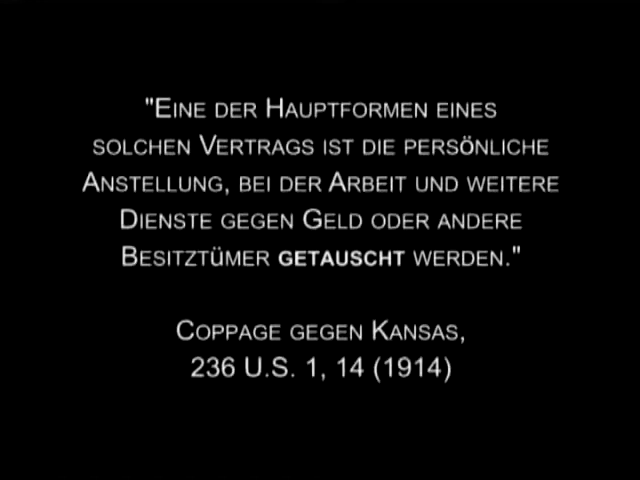 "Eine der Hauptformen eines
solchen Vertrags ist die persönliche
Anstellung, bei der Arbeit und weitere
Dienste gegen Geld oder andere
Besitztümer getauscht werden."
Coppage gegen Kansas,
236 U.S. 1, 14 (1914)